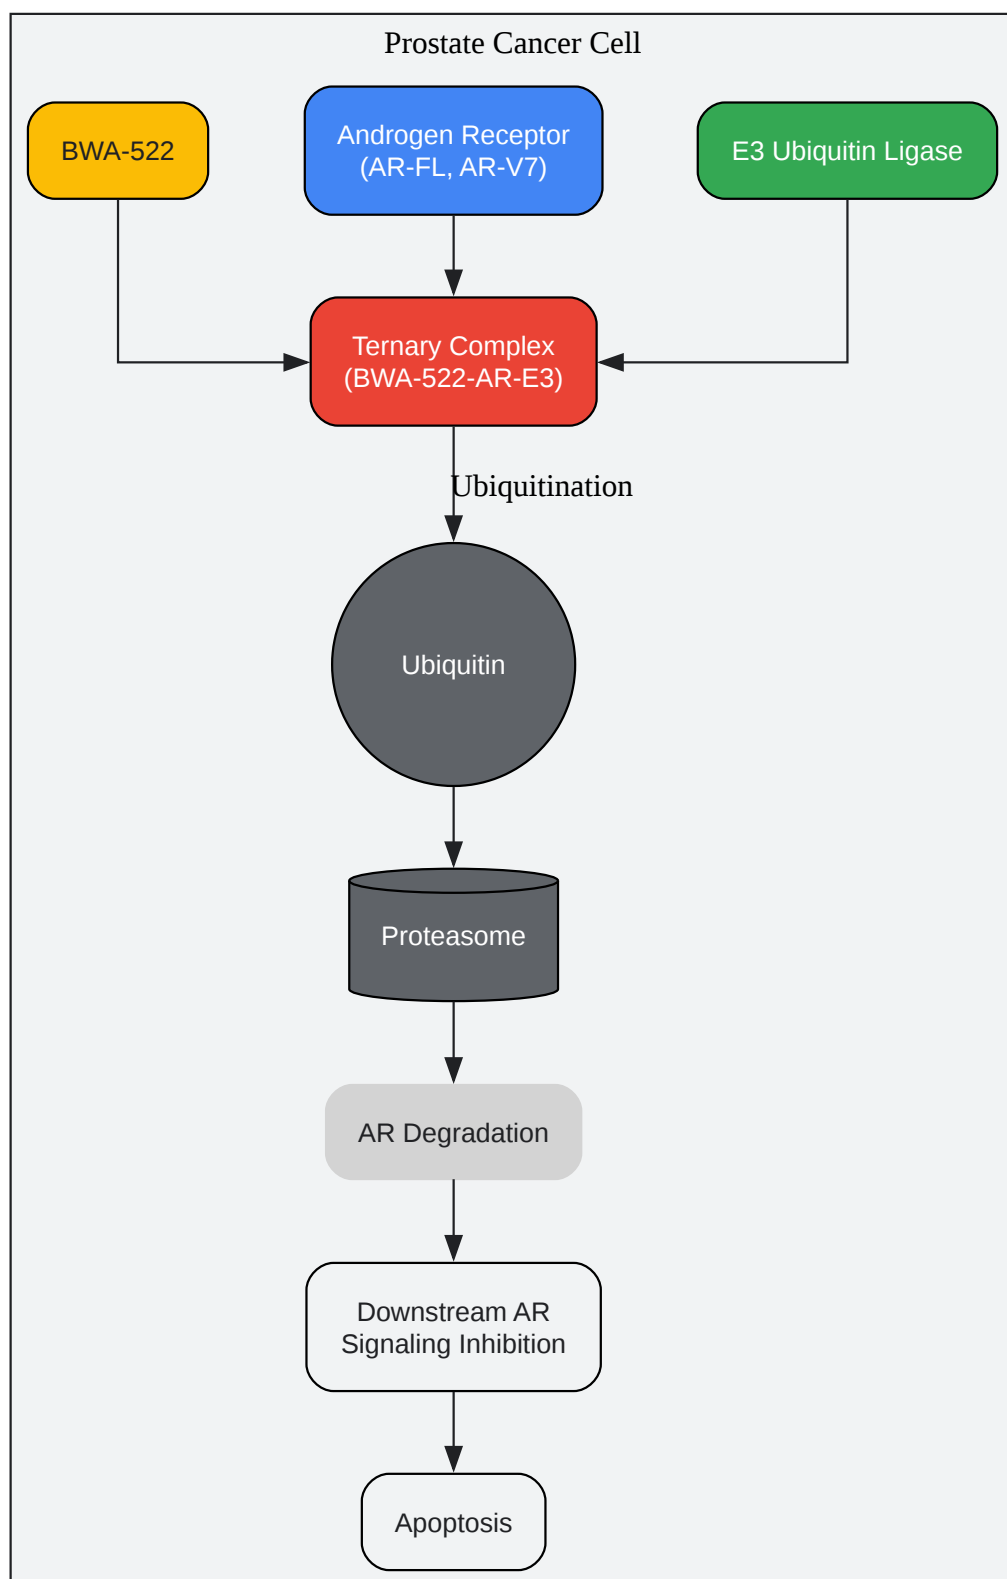 Prostate Cancer Cell
BWA-522
Androgen Receptor
(AR-FL, AR-V7)
E3 Ubiquitin Ligase
Ternary Complex
(BWA-522-AR-E3)
Ubiquitination
Ubiquitin
Proteasome
AR Degradation
Downstream AR
Signaling Inhibition
Apoptosis